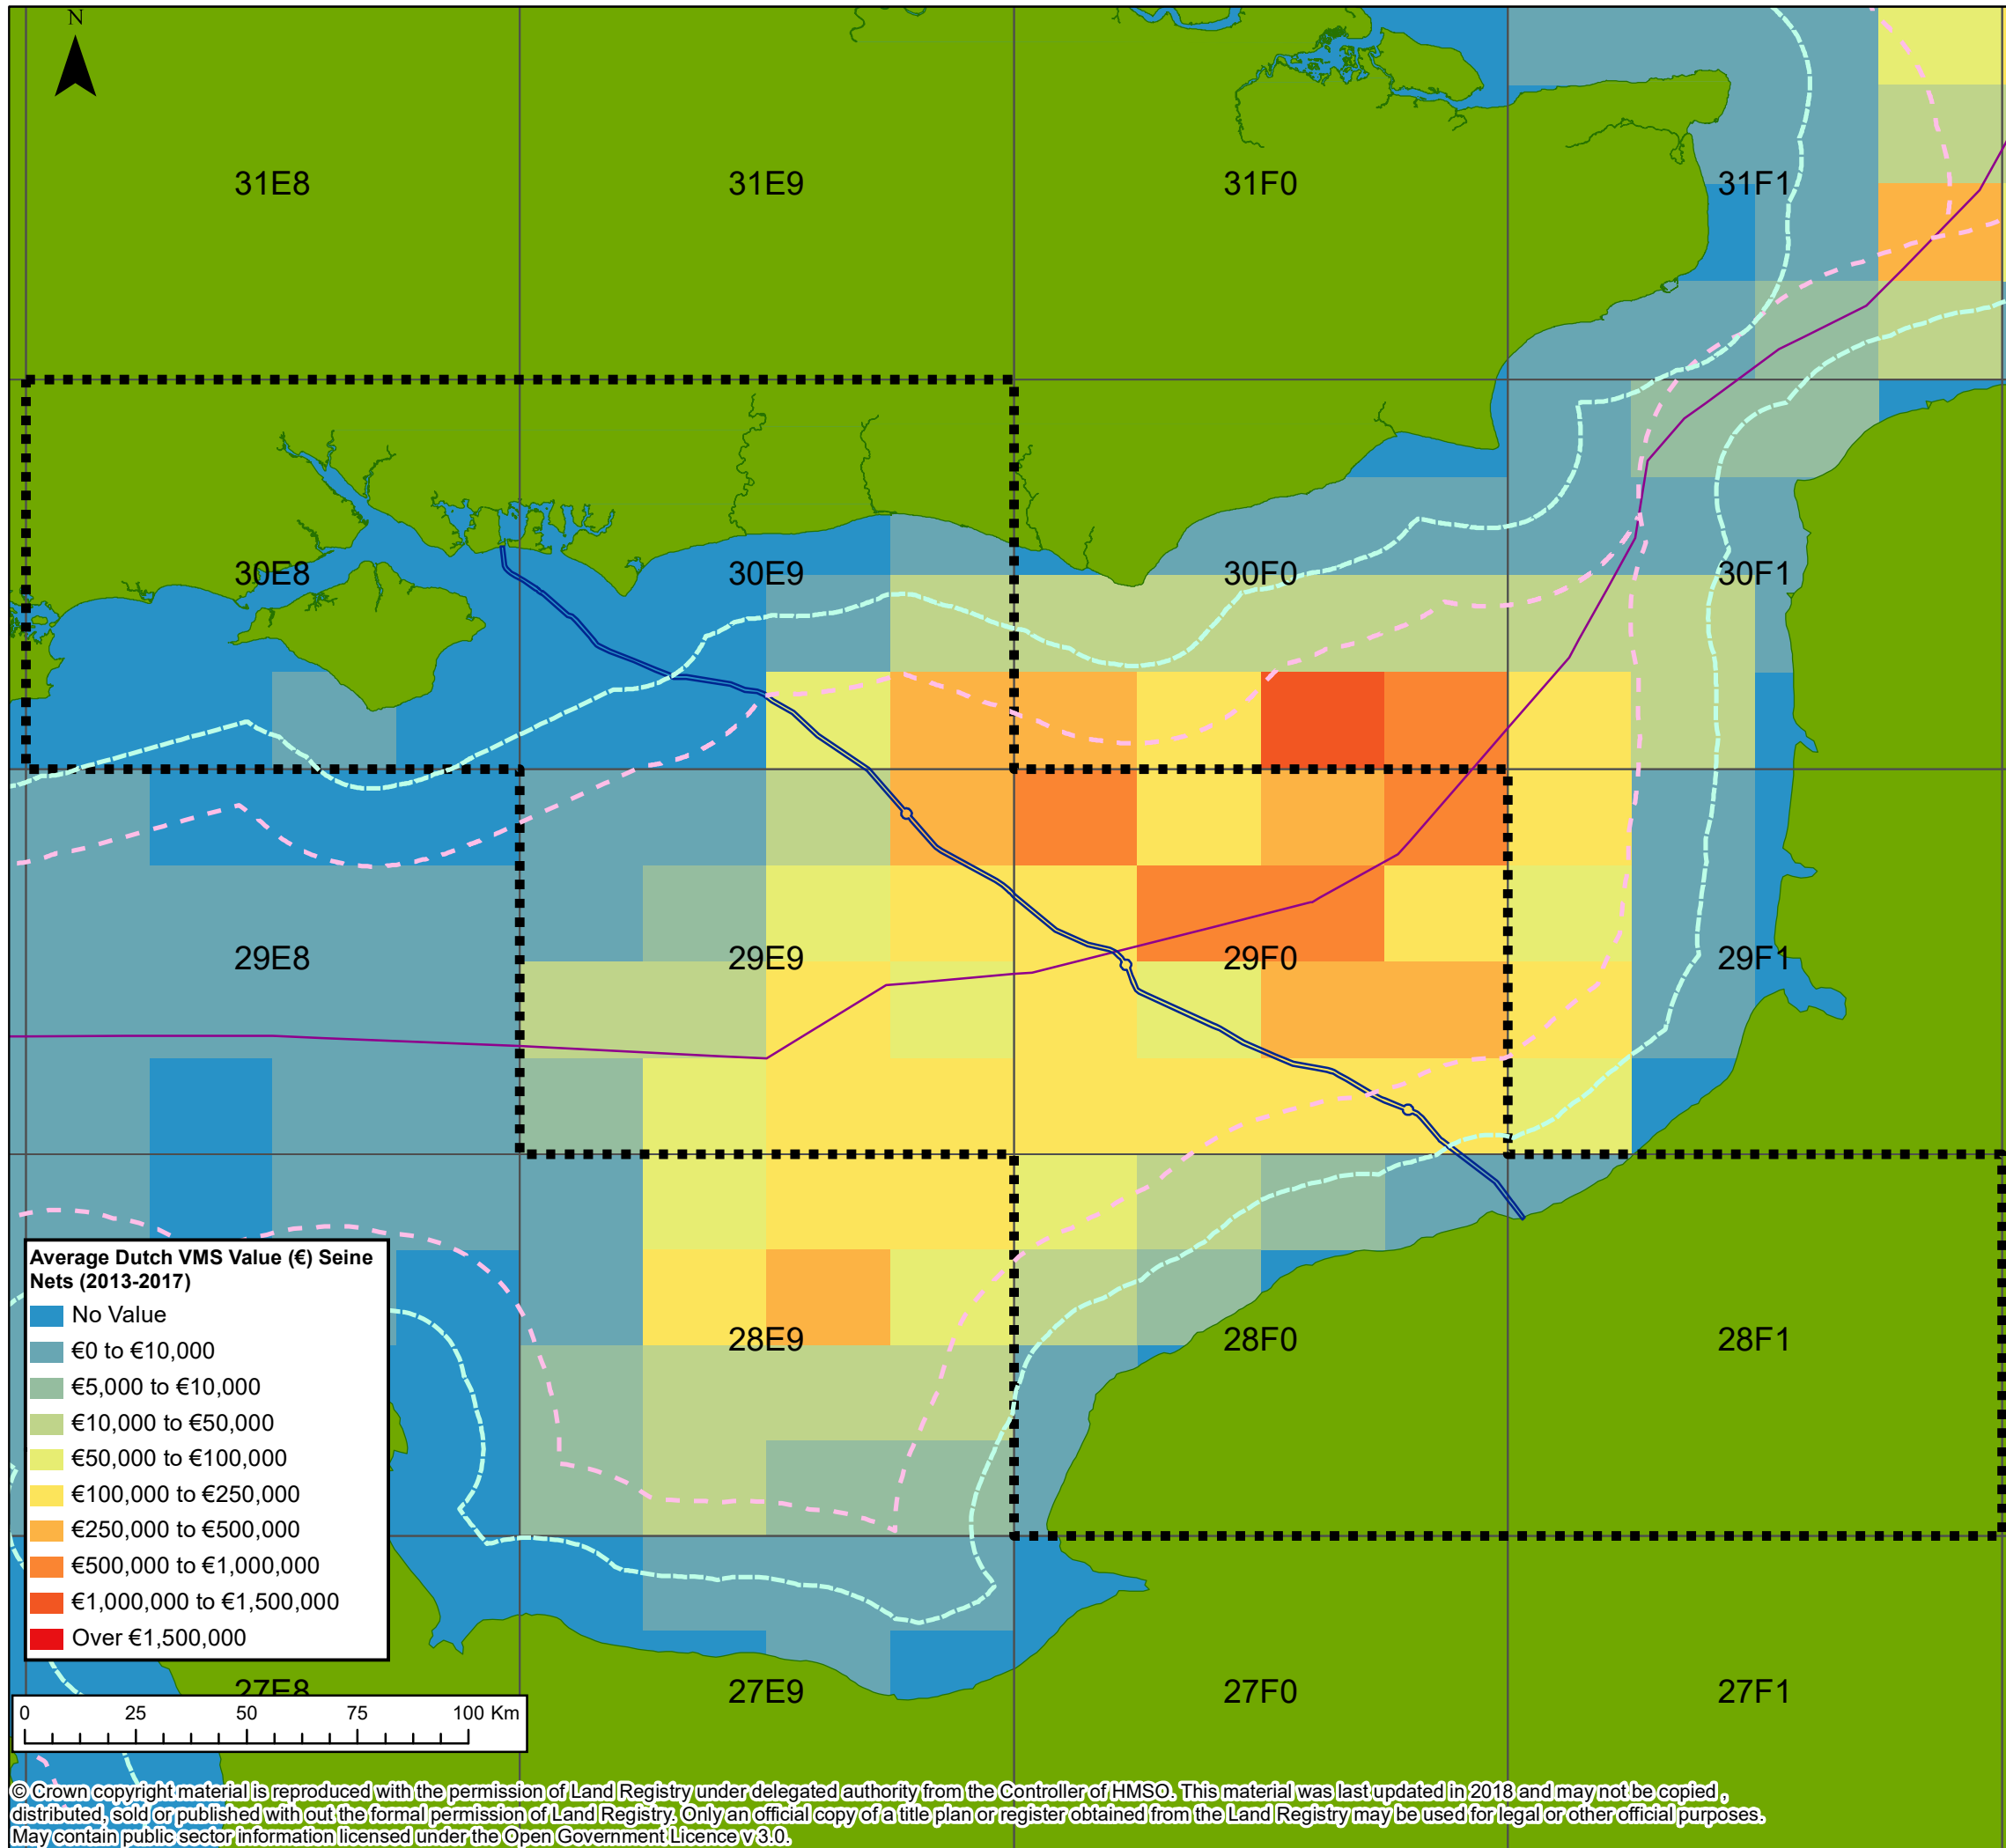 N
31E8 31E9 31F0 31F1
30E8 30E9 30F0 30F1
29E8 29E9 29F0 29F1
28E9 28F0 28F1
Average Dutch VMS Value (€) Seine
Nets (2013-2017)
No Value
€0 to €10,000
€5,000 to €10,000
€10,000 to €50,000
€50,000 to €100,000
€100,000 to €250,000
€250,000 to €500,000
€500,000 to €1,000,000
€1,000,000 to €1,500,000
Over €1,500,000
27E8 27E9 27F0 27F1
0 25 50 75 100 Km
© Crown copyright material is reproduced with the permission of Land Registry under delegated authority from the Controller of HMSO. This material was last updated in 2018 and may not be copied ,
distributed, sold or published with out the formal permission of Land Registry. Only an official copy of a title plan or register obtained from the Land Registry may be used for legal or other official purposes.
May contain public sector information licensed under the Open Government Licence v 3.0.